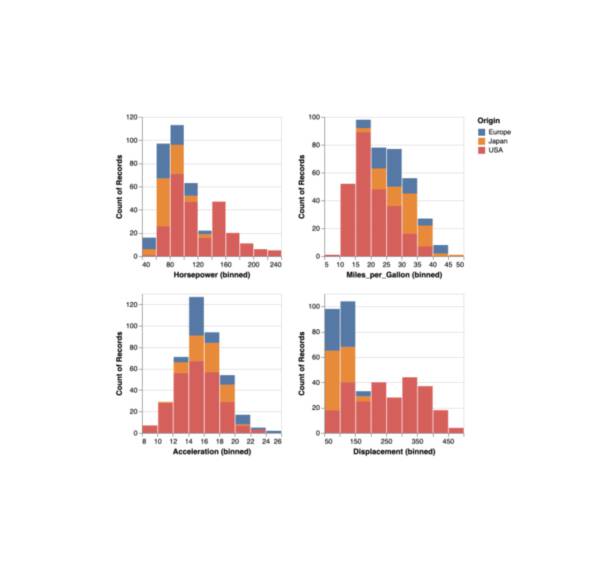 120
100
80
60
40
20
0
Count of Records
40 80 120 160 200 240
Horsepower (binned)
100
80
60
40
20
0
Count of Records
5 10 15 20 25 30 35 40 45 50
Miles_per_Gallon (binned)
Origin
Europe
Japan
USA
120
100
80
60
40
20
0
Count of Records
8 10 12 14 16 18 20 22 24 26
Acceleration (binned)
100
80
60
40
20
0
Count of Records
50 150 250 350 450
Displacement (binned)